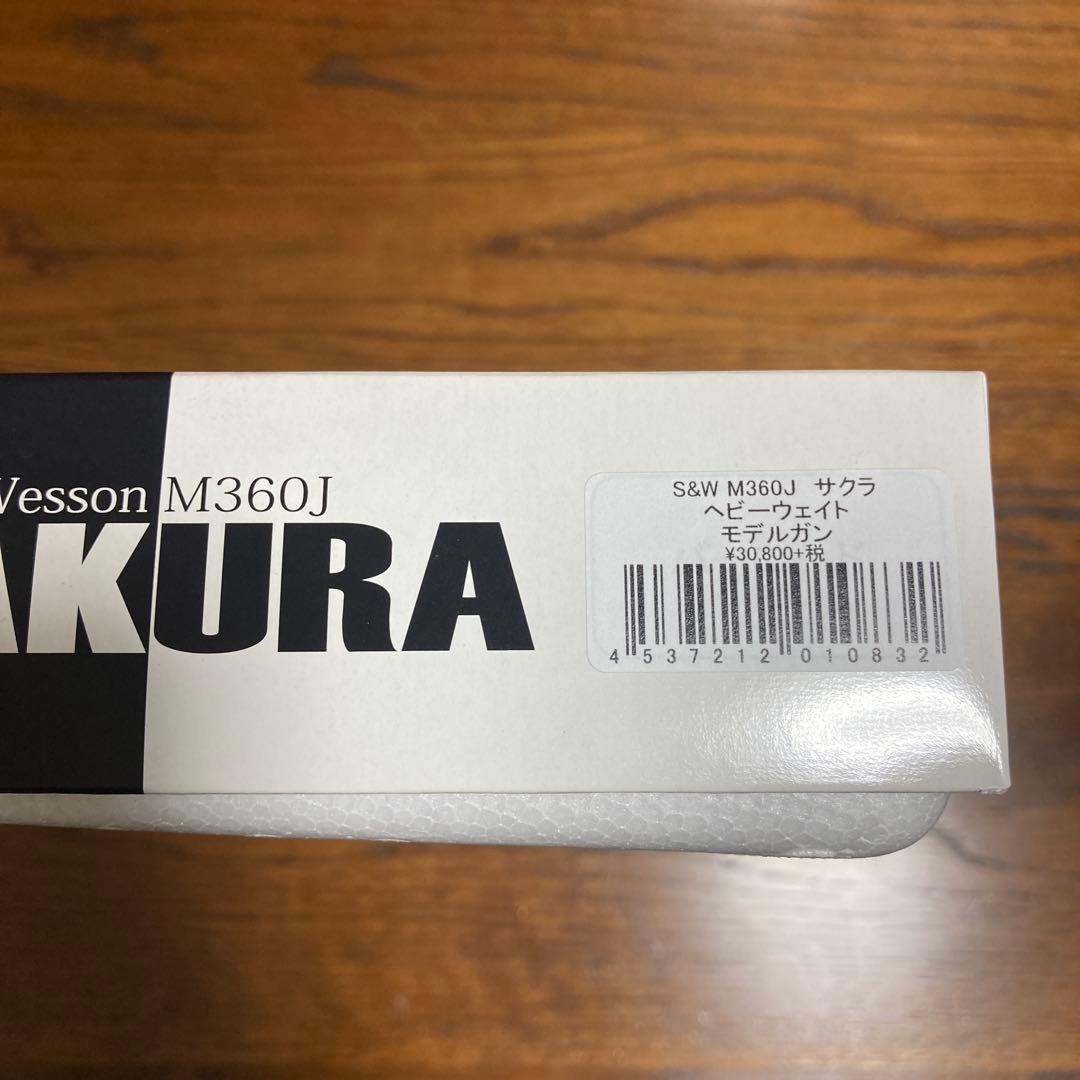 Wesson M360J
AKURA
S&W M360J サクラ
ヘビーウェイト
モデルガン
¥30,800+税
4 537212 010832